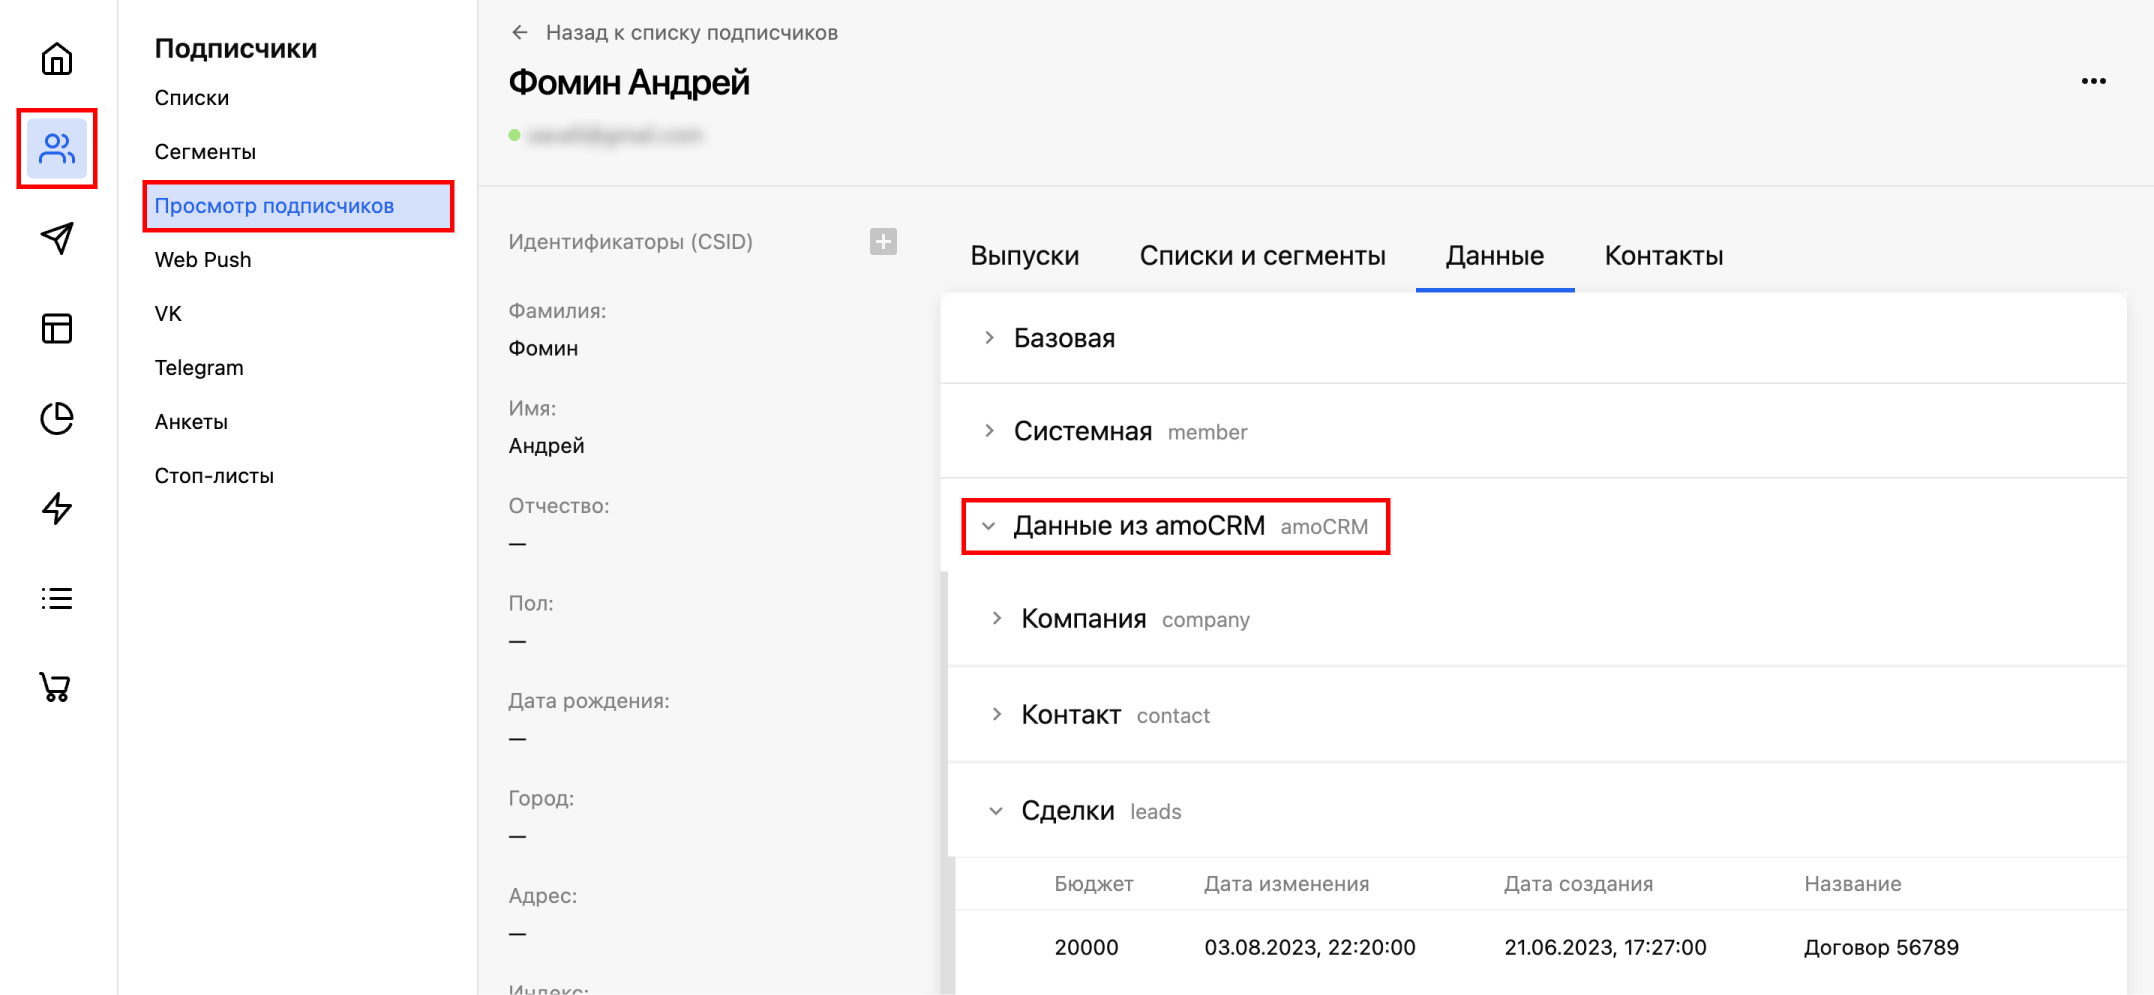 Подписчики
Списки
Сегменты
Просмотр подписчиков
Web Push
VK
Telegram
Анкеты
Стоп-листы
Назад к списку подписчиков
Фомин Андрей
Идентификаторы (CSID)
Фамилия:
Фомин
Имя:
Андрей
Отчество:
—
Пол:
—
Дата рождения:
—
Город:
—
Адрес:
—
Индекс:
Выпуски Списки и сегменты Данные Контакты
Базовая
Системная member
Данные из amoCRM amoCRM
Компания company
Контакт contact
Сделки leads
Бюджет Дата изменения Дата создания Название
20000 03.08.2023, 22:20:00 21.06.2023, 17:27:00 Договор 56789